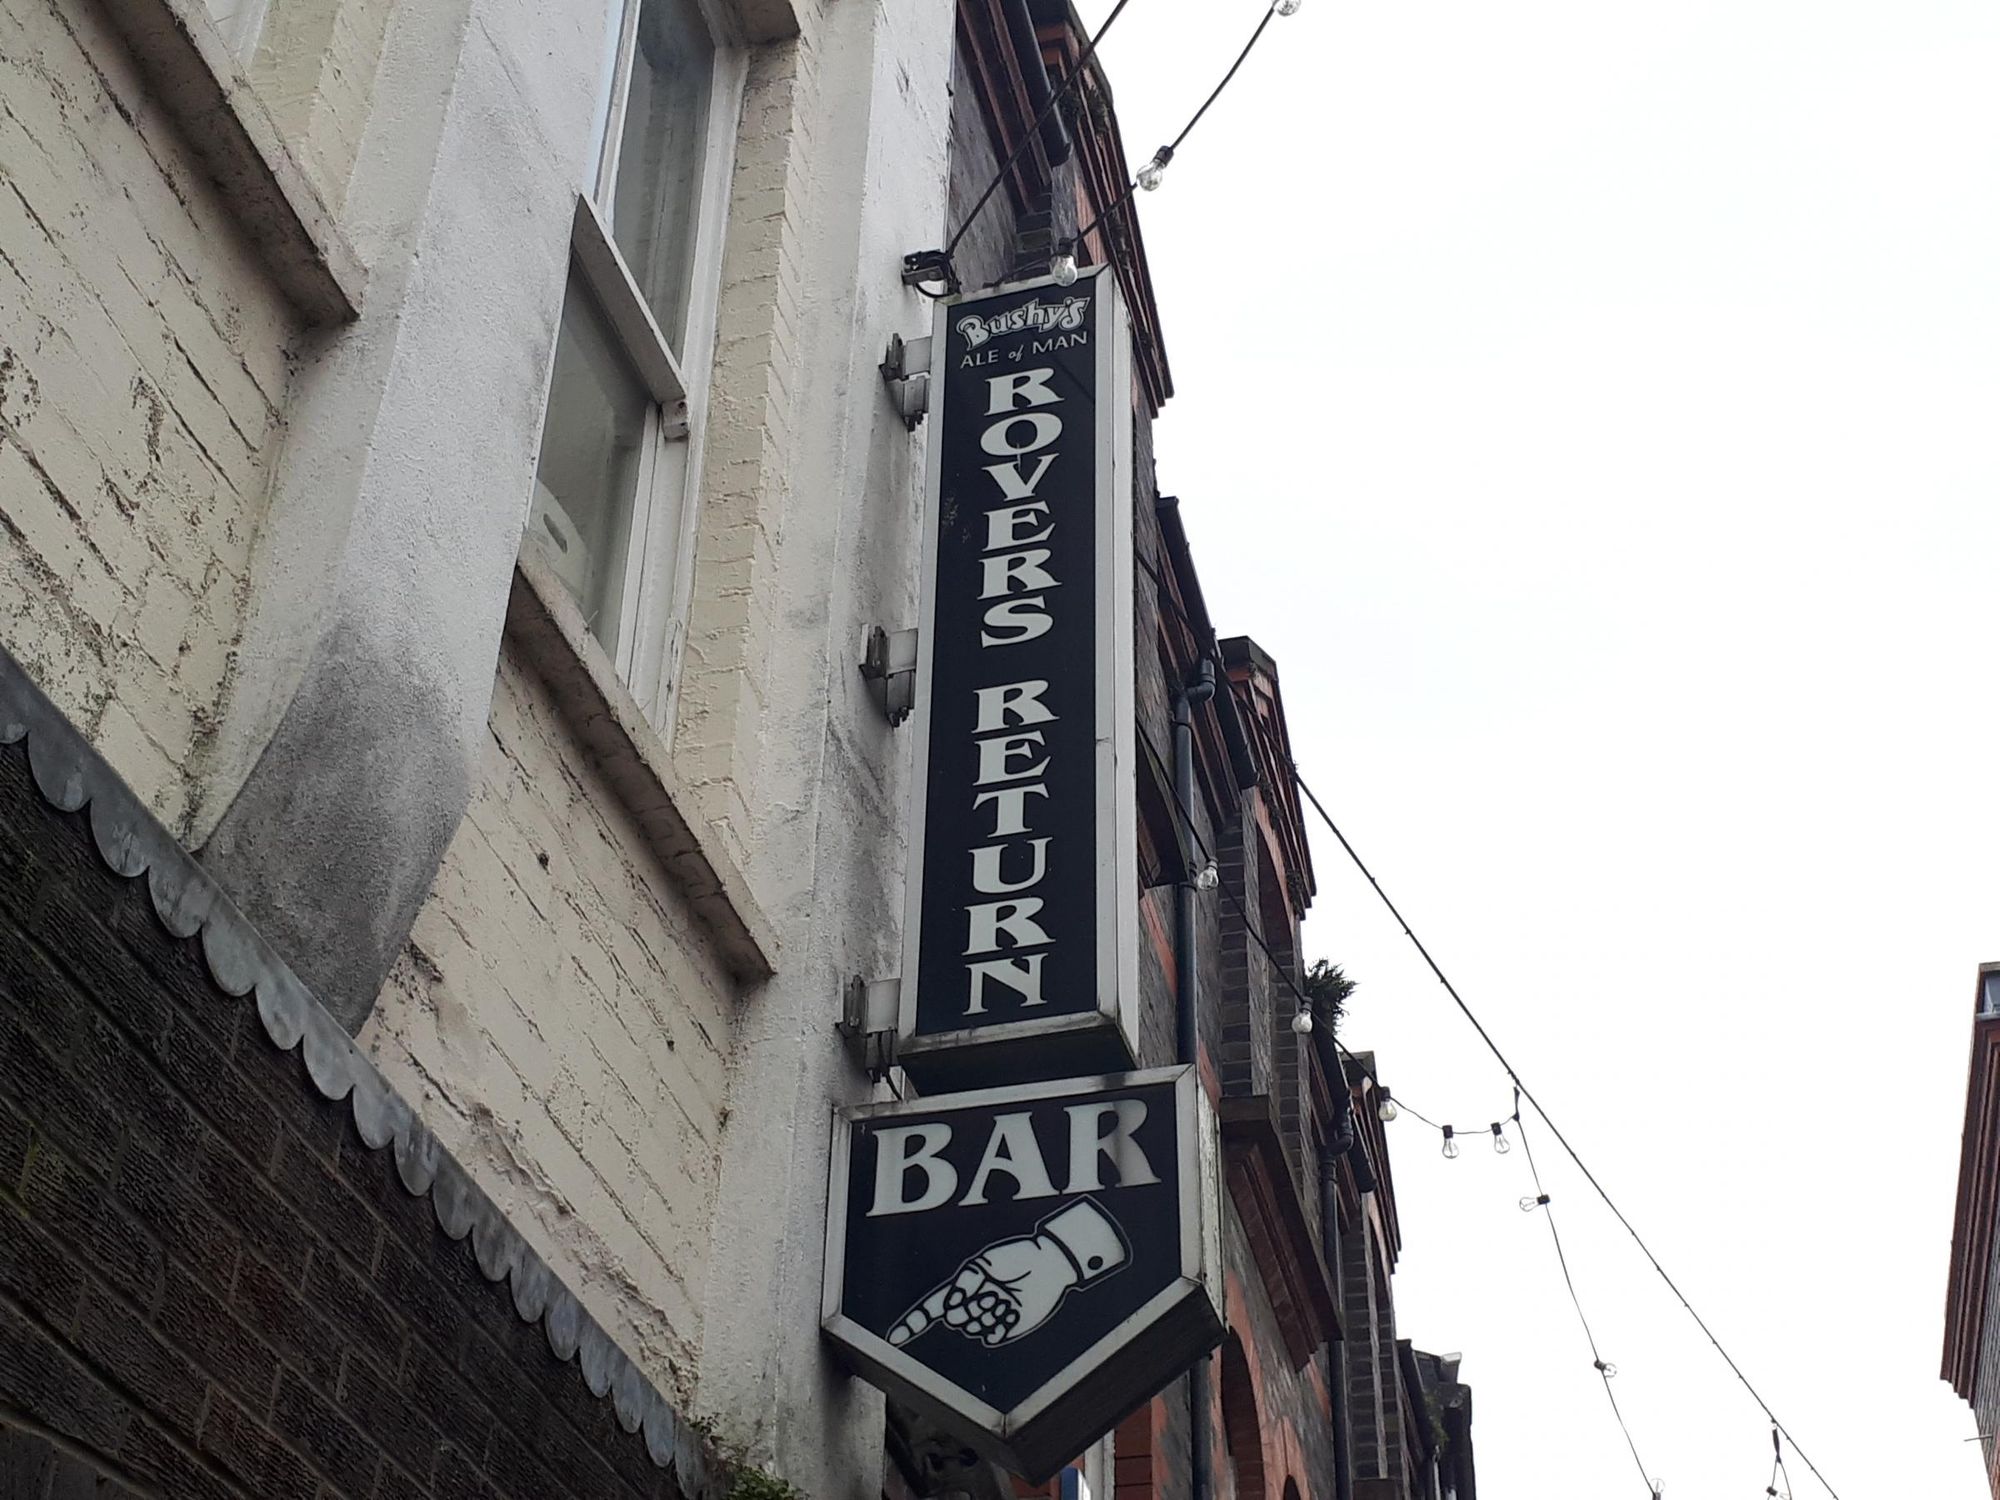 Bushy's
ALE of MAN
ROVERS RETURN
BAR